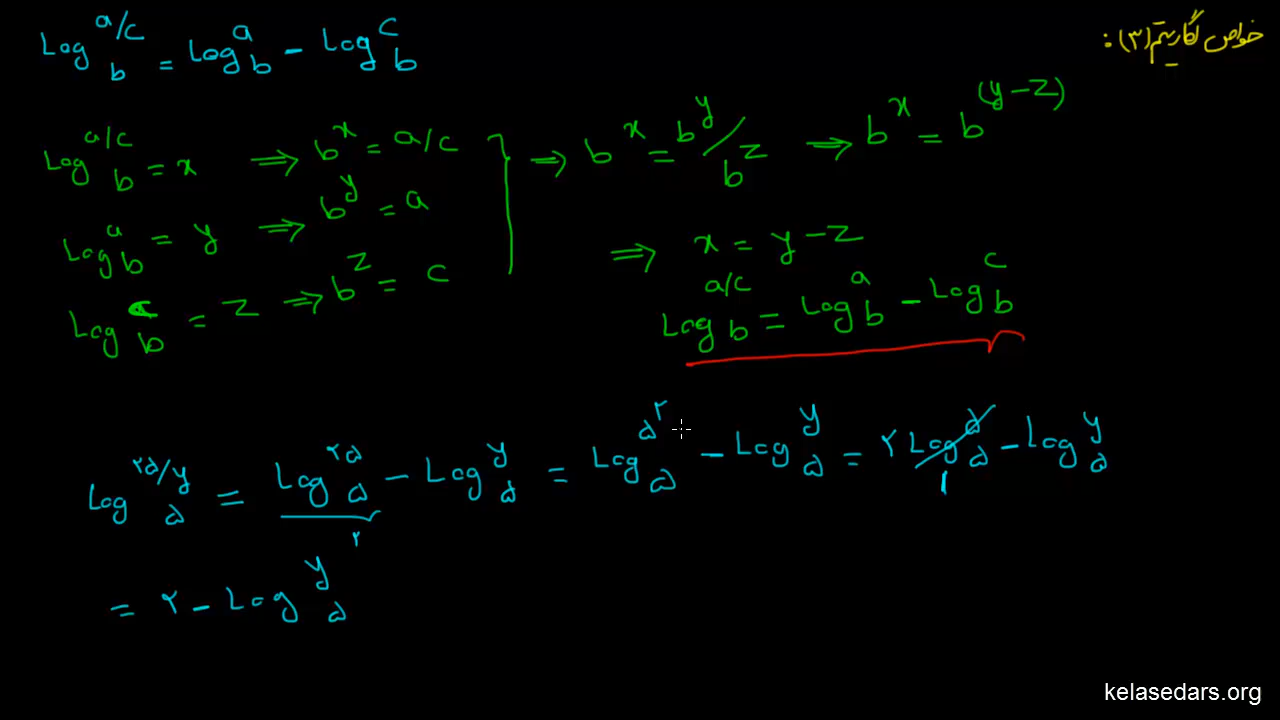 خواص لگاریتم (۳) :
Log_b^{a/c} = Log_b^a - Log_b^c
Log_b^{a/c} = x ⇒ b^x = a/c
Log_b^a = y ⇒ b^y = a
Log_b^c = z ⇒ b^z = c
⇒ b^x = b^y / b^z ⇒ b^x = b^{(y-z)}
⇒ x = y - z
Log_b^{a/c} = Log_b^a - Log_b^c
Log_۵^{۲۵/y} = Log_۵^{۲۵} - Log_۵^y = Log_۵^{۵^۲} - Log_۵^y = ۲ Log_۵^۵ - Log_۵^y
۲
۱
= ۲ - Log_۵^y
kelasedars.org